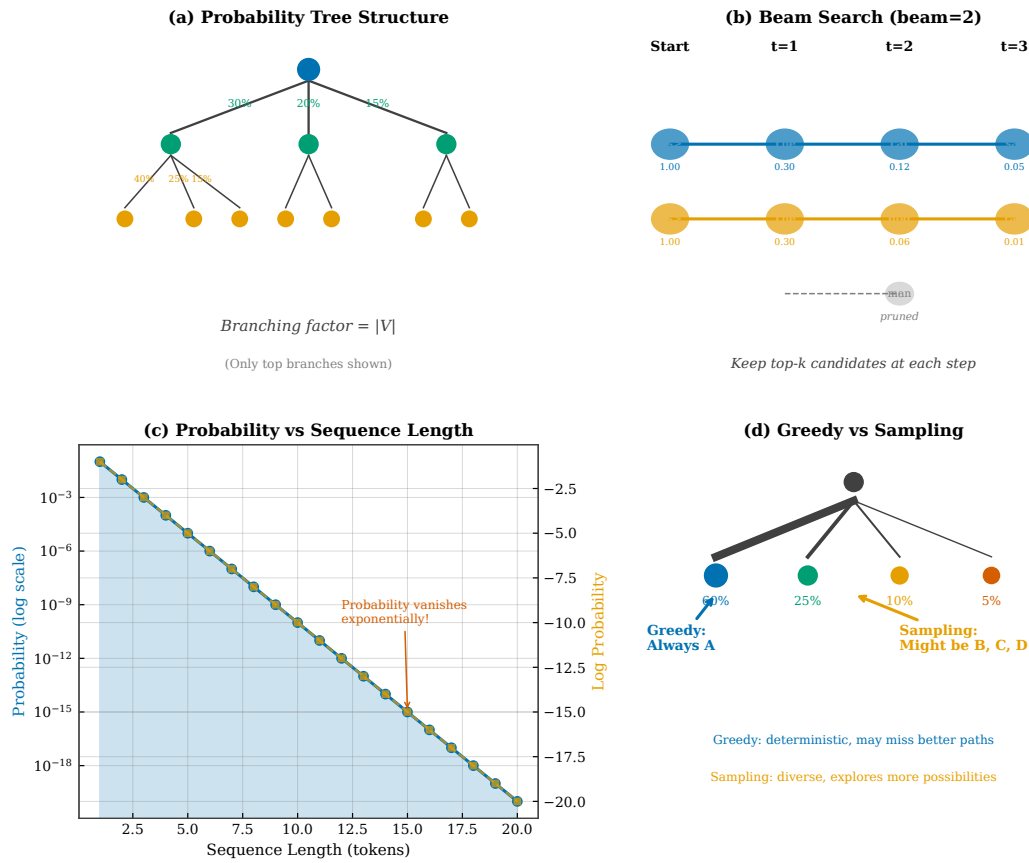 (a) Probability Tree Structure
30%
20%
15%
40%
25%
15%
Branching factor = |V|
(Only top branches shown)
(b) Beam Search (beam=2)
Start
t=1
t=2
t=3
1.00
0.30
0.12
0.05
1.00
0.30
0.06
0.01
man
pruned
Keep top-k candidates at each step
(c) Probability vs Sequence Length
Probability (log scale)
10⁻³
10⁻⁶
10⁻⁹
10⁻¹²
10⁻¹⁵
10⁻¹⁸
Probability vanishes
exponentially!
−2.5
−5.0
−7.5
−10.0
−12.5
−15.0
−17.5
−20.0
Log Probability
2.5
5.0
7.5
10.0
12.5
15.0
17.5
20.0
Sequence Length (tokens)
(d) Greedy vs Sampling
60%
25%
10%
5%
Greedy:
Always A
Sampling:
Might be B, C, D
Greedy: deterministic, may miss better paths
Sampling: diverse, explores more possibilities